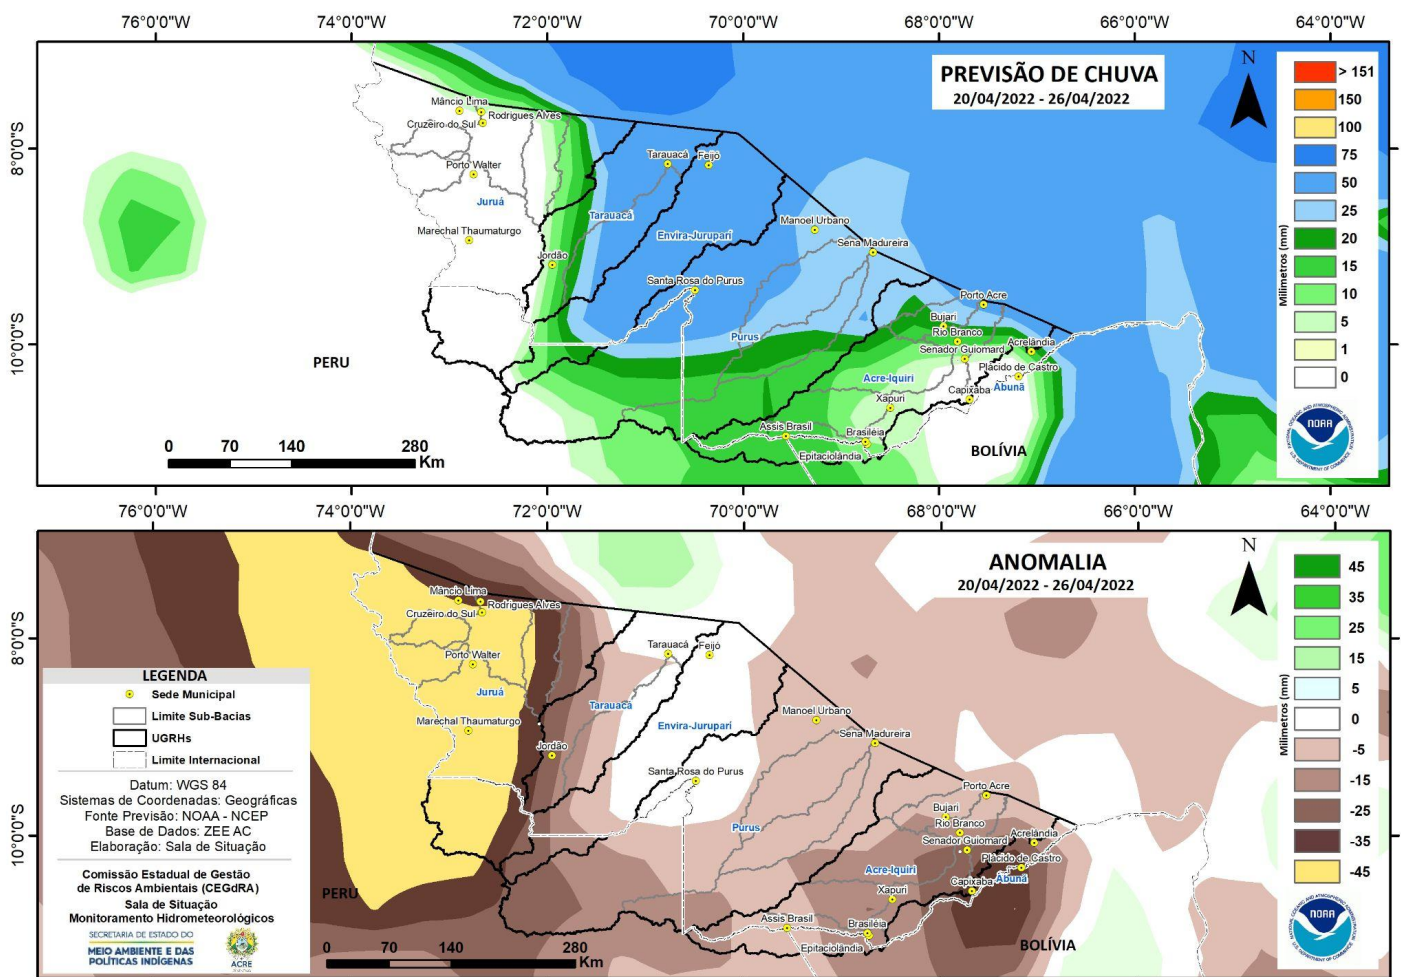 76°0'0"W 74°0'0"W 72°0'0"W 70°0'0"W 68°0'0"W 66°0'0"W 64°0'0"W
PREVISÃO DE CHUVA
20/04/2022 - 26/04/2022
N
8°0'0"S
10°0'0"S
Mâncio Lima
Rodrigues Alves
Cruzeiro do Sul
Porto Walter
Juruá
Marechal Thaumaturgo
Jordão
Tarauacá
Feijó
Tarauacá
Envira-Jurupari
Manoel Urbano
Sena Madureira
Santa Rosa do Purus
Purus
Porto Acre
Bujari
Rio Branco
Senador Guiomard
Acrelândia
Plácido de Castro
Acre-Iquiri
Abunã
Capixaba
Xapuri
Assis Brasil
Brasiléia
Epitaciolândia
PERU
BOLÍVIA
0 70 140 280
Km
Milimetros (mm)
> 151
150
100
75
50
25
20
15
10
5
1
0
NOAA
76°0'0"W 74°0'0"W 72°0'0"W 70°0'0"W 68°0'0"W 66°0'0"W 64°0'0"W
ANOMALIA
20/04/2022 - 26/04/2022
N
8°0'0"S
10°0'0"S
Mâncio Lima
Rodrigues Alves
Cruzeiro do Sul
Porto Walter
Juruá
Marechal Thaumaturgo
Jordão
Tarauacá
Feijó
Tarauacá
Envira-Jurupari
Manoel Urbano
Sena Madureira
Santa Rosa do Purus
Purus
Porto Acre
Bujari
Rio Branco
Senador Guiomard
Acrelândia
Plácido de Castro
Acre-Iquiri
Abunã
Capixaba
Xapuri
Assis Brasil
Brasiléia
Epitaciolândia
PERU
BOLÍVIA
0 70 140 280
Km
Milimetros (mm)
45
35
25
15
5
0
-5
-15
-25
-35
-45
NOAA
LEGENDA
Sede Municipal
Limite Sub-Bacias
UGRHs
Limite Internacional
Datum: WGS 84
Sistemas de Coordenadas: Geográficas
Fonte Previsão: NOAA - NCEP
Base de Dados: ZEE AC
Elaboração: Sala de Situação
Comissão Estadual de Gestão
de Riscos Ambientais (CEGdRA)
Sala de Situação
Monitoramento Hidrometeorológicos
SECRETARIA DE ESTADO DO
MEIO AMBIENTE E DAS
POLÍTICAS INDÍGENAS
ACRE